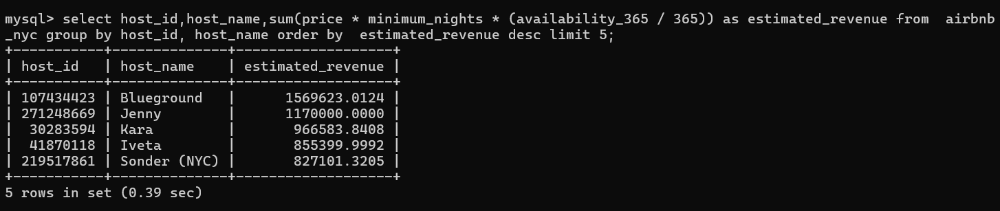 mysql> select host_id,host_name,sum(price * minimum_nights * (availability_365 / 365)) as estimated_revenue from  airbnb
_nyc group by host_id, host_name order by  estimated_revenue desc limit 5;
+-----------+--------------+-------------------+
| host_id   | host_name    | estimated_revenue |
+-----------+--------------+-------------------+
| 107434423 | Blueground   |      1569623.0124 |
| 271248669 | Jenny        |      1170000.0000 |
|  30283594 | Kara         |       966583.8408 |
|  41870118 | Iveta        |       855399.9992 |
| 219517861 | Sonder (NYC) |       827101.3205 |
+-----------+--------------+-------------------+
5 rows in set (0.39 sec)